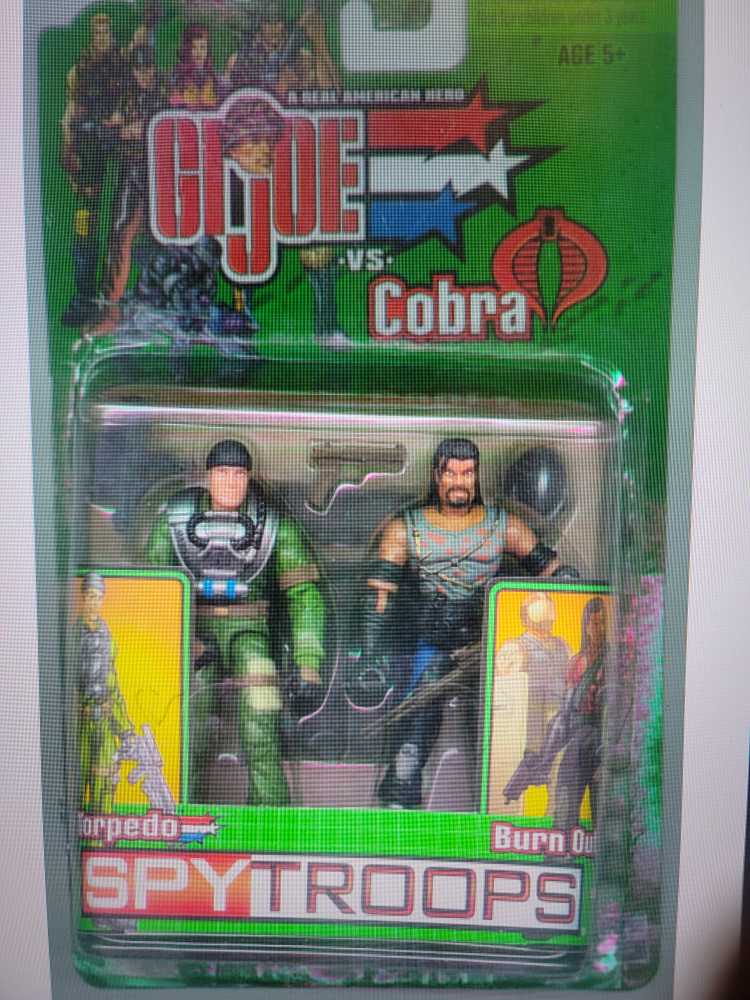 AGE 5+
A REAL AMERICAN HERO
GI JOE
·VS·
Cobra
orpedo
Burn Ou
SPYTROOPS